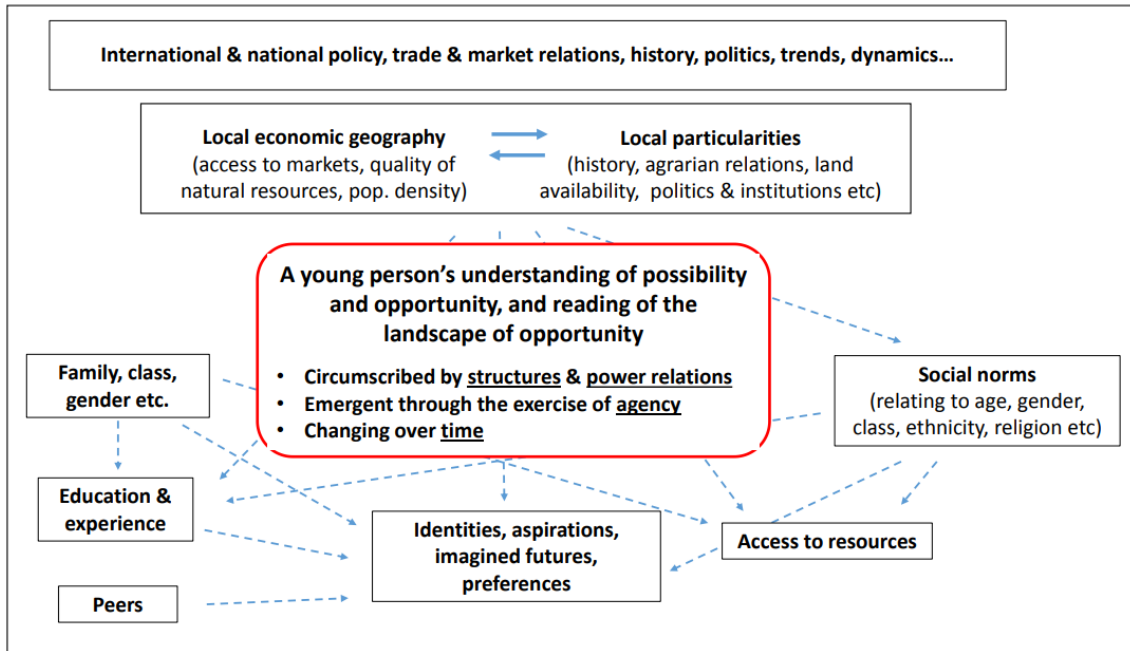 International & national policy, trade & market relations, history, politics, trends, dynamics…
Local economic geography
(access to markets, quality of
natural resources, pop. density)
Local particularities
(history, agrarian relations, land
availability, politics & institutions etc)
A young person’s understanding of possibility
and opportunity, and reading of the
landscape of opportunity
• Circumscribed by structures & power relations
• Emergent through the exercise of agency
• Changing over time
Family, class,
gender etc.
Social norms
(relating to age, gender,
class, ethnicity, religion etc)
Education &
experience
Identities, aspirations,
imagined futures,
preferences
Access to resources
Peers